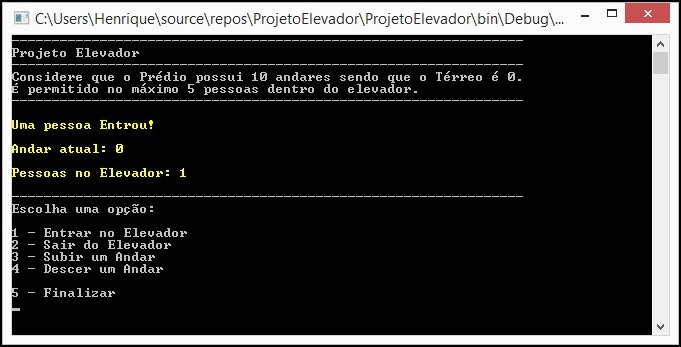 C:\Users\Henrique\source\repos\ProjetoElevador\ProjetoElevador\bin\Debug\...
Projeto Elevador
Considere que o Prédio possui 10 andares sendo que o Térreo é 0.
É permitido no máximo 5 pessoas dentro do elevador.
Uma pessoa Entrou!
Andar atual: 0
Pessoas no Elevador: 1
Escolha uma opção:
1 - Entrar no Elevador
2 - Sair do Elevador
3 - Subir um Andar
4 - Descer um Andar
5 - Finalizar